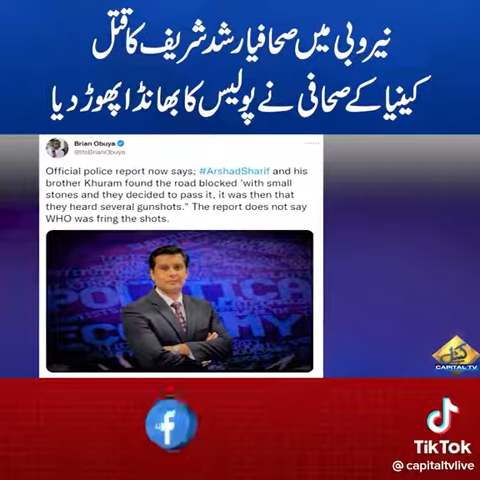 نیروبی میں صحافی ارشد شریف کا قتل
کینیا کے صحافی نے پولیس کا بھانڈا پھوڑ دیا
Brian Obuya
@ItsBrianObuya
Official police report now says; #ArshadSharif and his
brother Khuram found the road blocked 'with small
stones and they decided to pass it, it was then that
they heard several gunshots." The report does not say
WHO was fring the shots.
POLITICA
ECONOMY
کیپیٹل
CAPITAL TV
f
TikTok
@capitaltvlive